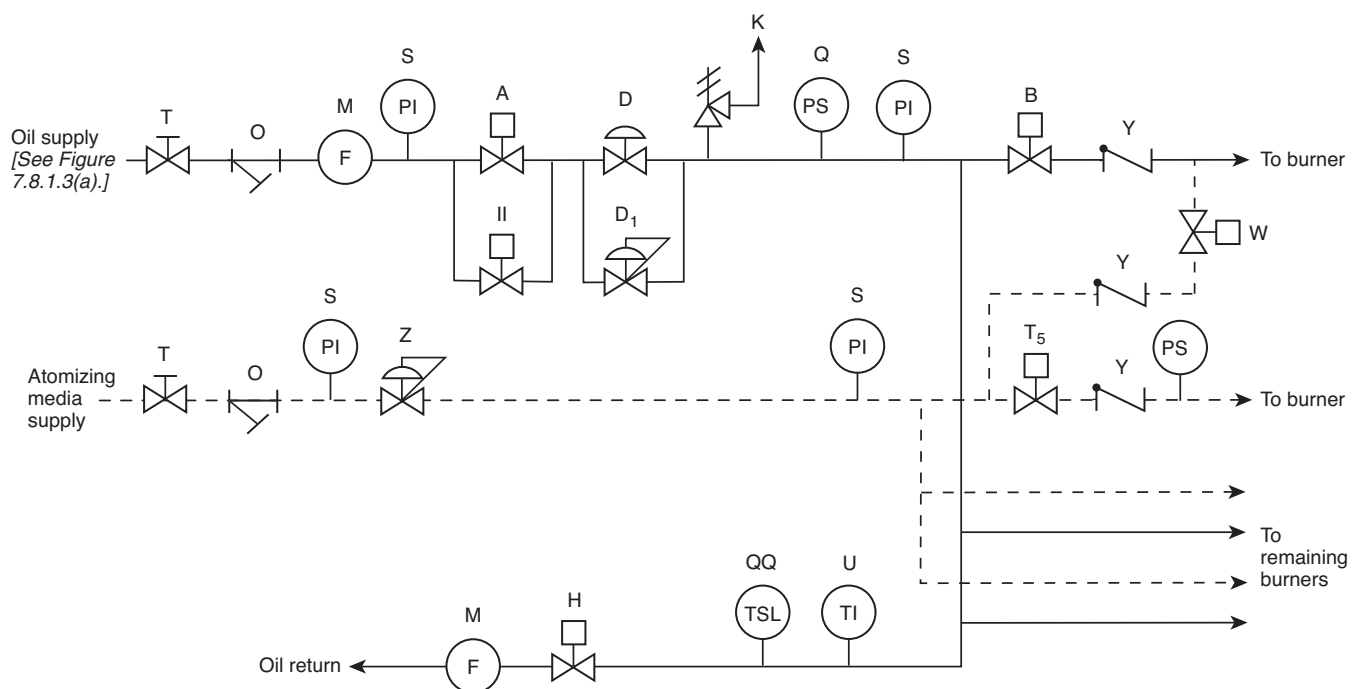 K
S
Q
S
T
O
M
A
D
B
Y
PI
PS
PI
Oil supply
[See Figure
7.8.1.3(a).]
F
To burner
II
D1
W
Y
S
S
T
O
Z
T5
Y
PI
PI
PS
Atomizing
media
supply
To burner
To
remaining
burners
QQ
U
M
H
TSL
TI
Oil return
F